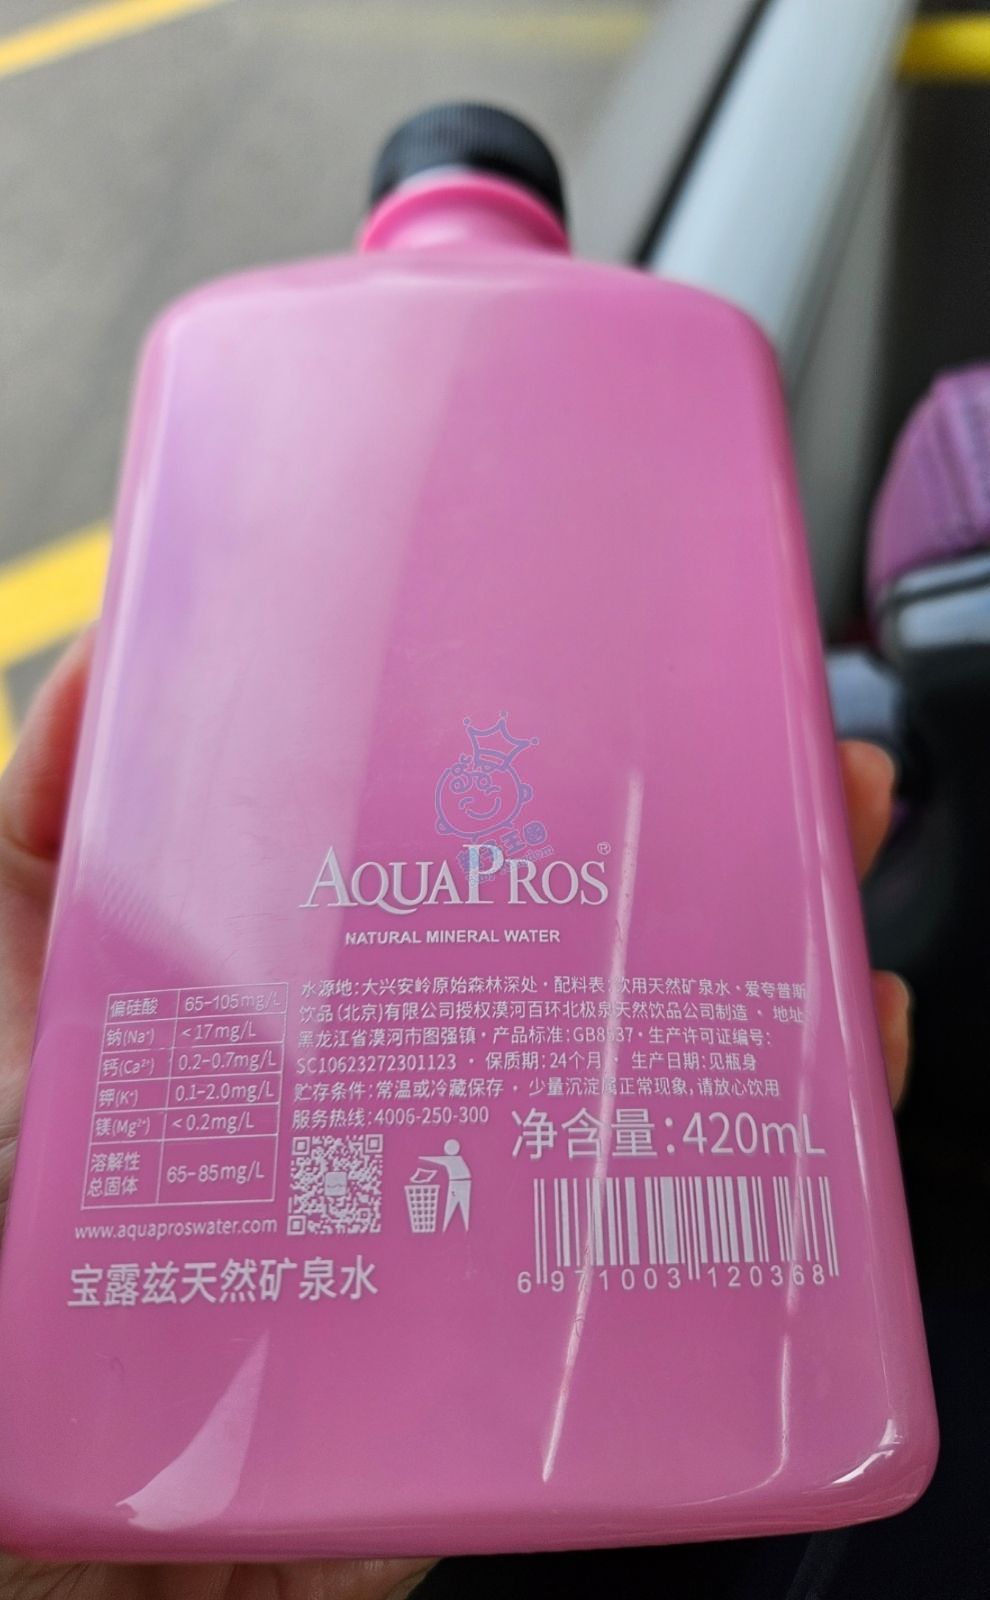 AQUAPROS®
NATURAL MINERAL WATER
偏硅酸 65-105mg/L
钠(Na⁺) <17mg/L
钙(Ca²⁺) 0.2-0.7mg/L
钾(K⁺) 0.1-2.0mg/L
镁(Mg²⁺) <0.2mg/L
溶解性
总固体 65-85mg/L
www.aquaproswater.com
水源地:大兴安岭原始森林深处·配料表:饮用天然矿泉水·爱夸普斯
饮品(北京)有限公司授权漠河百环北极泉天然饮品公司制造·地址:
黑龙江省漠河市图强镇·产品标准:GB8537·生产许可证编号:
SC10623272301123·保质期:24个月·生产日期:见瓶身
贮存条件:常温或冷藏保存·少量沉淀属正常现象,请放心饮用
服务热线:4006-250-300
净含量:420mL
宝露兹天然矿泉水
6 971003 120368
王国